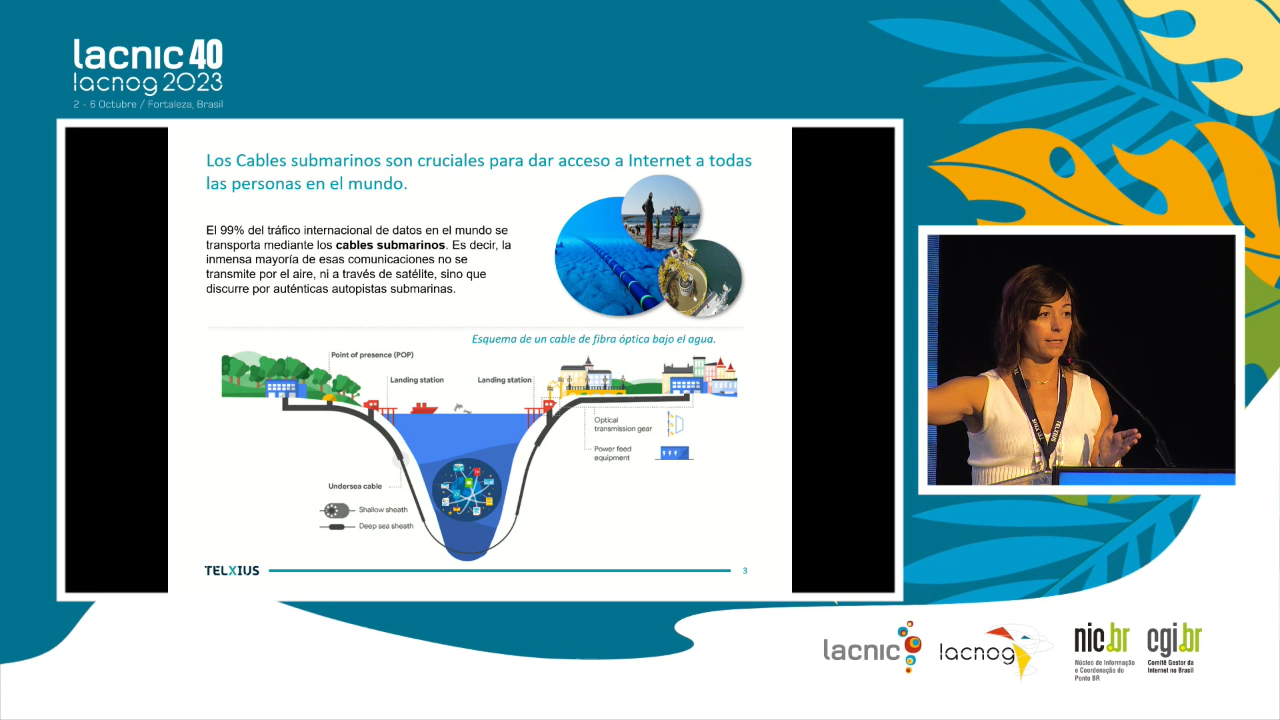 lacnic 40
lacnog 2023
2 - 6 Octubre / Fortaleza, Brasil
Los Cables submarinos son cruciales para dar acceso a Internet a todas
las personas en el mundo.
El 99% del tráfico internacional de datos en el mundo se
transporta mediante los cables submarinos. Es decir, la
inmensa mayoría de esas comunicaciones no se
transmite por el aire, ni a través de satélite, sino que
discurre por auténticas autopistas submarinas.
Esquema de un cable de fibra óptica bajo el agua.
Point of presence (POP)
Landing station
Landing station
Optical
transmission gear
Power feed
equipment
Undersea cable
Shallow sheath
Deep sea sheath
TELXIUS
3
TELXIUS
lacnic
lacnog
nic.br
Núcleo de Informação
e Coordenação do
Ponto BR
cgi.br
Comitê Gestor da
Internet no Brasil